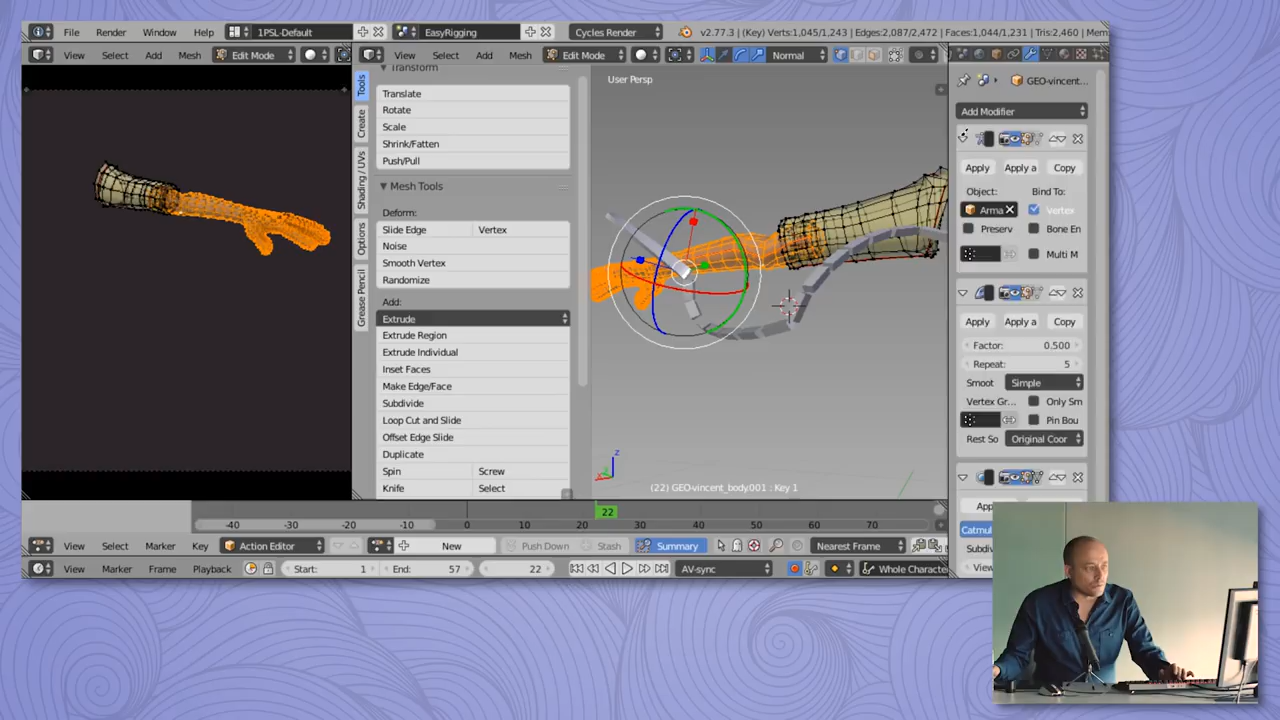 File Render Window Help 1PSL-Default EasyRigging Cycles Render v2.77.3 | (Key) Verts:1,045/1,243 | Edges:2,087/2,472 | Faces:1,044/1,231 | Tris:2,460 | Mem
View Select Add Mesh Edit Mode View Select Add Mesh Edit Mode Normal
Transform
User Persp
GEO-vincent...
Translate
Rotate
Scale
Shrink/Fatten
Push/Pull
Mesh Tools
Deform:
Slide Edge Vertex
Noise
Smooth Vertex
Randomize
Add:
Extrude
Extrude Region
Extrude Individual
Inset Faces
Make Edge/Face
Subdivide
Loop Cut and Slide
Offset Edge Slide
Duplicate
Spin Screw
Knife Select
Tools
Create
Shading / UVs
Options
Grease Pencil
z
(22) GEO-vincent_body.001 : Key 1
Add Modifier
Apply Apply a Copy
Object: Bind To:
Arma Vertex
Preserv Bone En
Multi M
Apply Apply a Copy
Factor: 0.500
Repeat: 5
Smoot Simple
Vertex Gr... Only Sm
Pin Bou
Rest So Original Coor
App
Catmul
Subdiv
View
-40 -30 -20 -10 0 10 20 22 30 40 50 60 70
View Select Marker Key Action Editor New Push Down Stash Summary Nearest Frame
View Marker Frame Playback Start: 1 End: 57 22 AV-sync Whole Characte